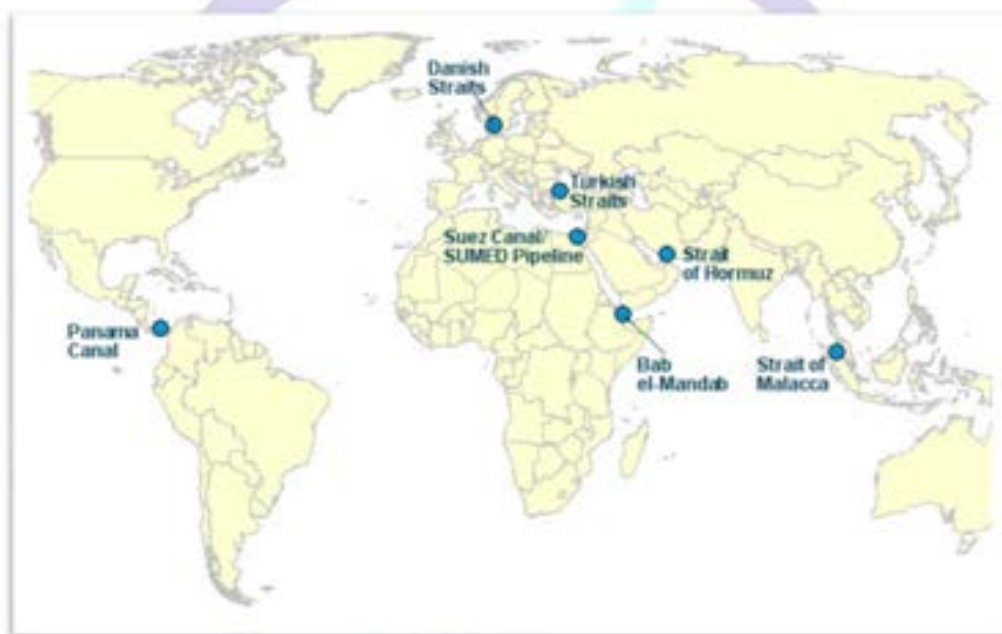 Danish
Straits
Turkish
Straits
Suez Canal/
SUMED Pipeline
Strait
of Hormuz
Panama
Canal
Bab
el-Mandab
Strait of
Malacca